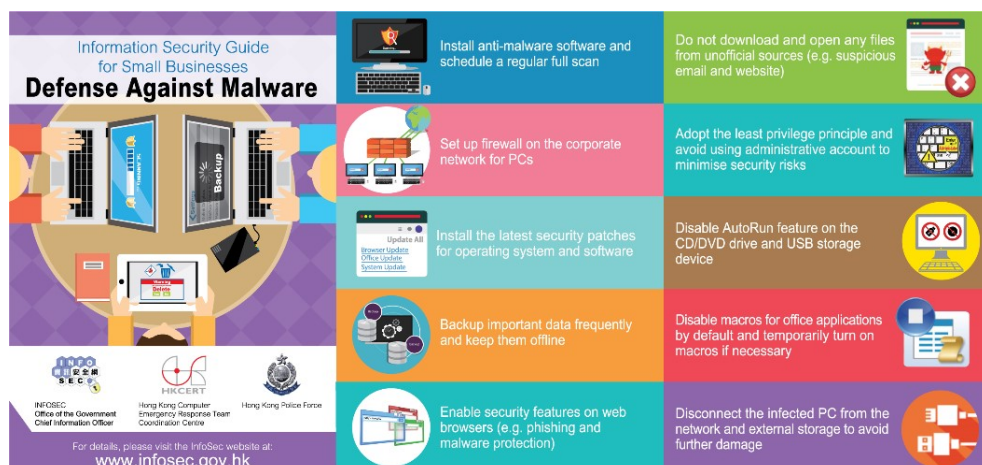 Information Security Guide
for Small Businesses
Defense Against Malware
Backup
Warning
Delete
INFO
資訊安全網
SEC
HKCERT
INFOSEC
Office of the Government
Chief Information Officer
Hong Kong Computer
Emergency Response Team
Coordination Centre
Hong Kong Police Force
For details, please visit the InfoSec website at:
www.infosec.gov.hk
Install anti-malware software and
schedule a regular full scan
Set up firewall on the corporate
network for PCs
Update All
Browser Update
Office Update
System Update
Install the latest security patches
for operating system and software
Backup important data frequently
and keep them offline
Enable security features on web
browsers (e.g. phishing and
malware protection)
Do not download and open any files
from unofficial sources (e.g. suspicious
email and website)
Adopt the least privilege principle and
avoid using administrative account to
minimise security risks
Disable AutoRun feature on the
CD/DVD drive and USB storage
device
Disable macros for office applications
by default and temporarily turn on
macros if necessary
Disconnect the infected PC from the
network and external storage to avoid
further damage